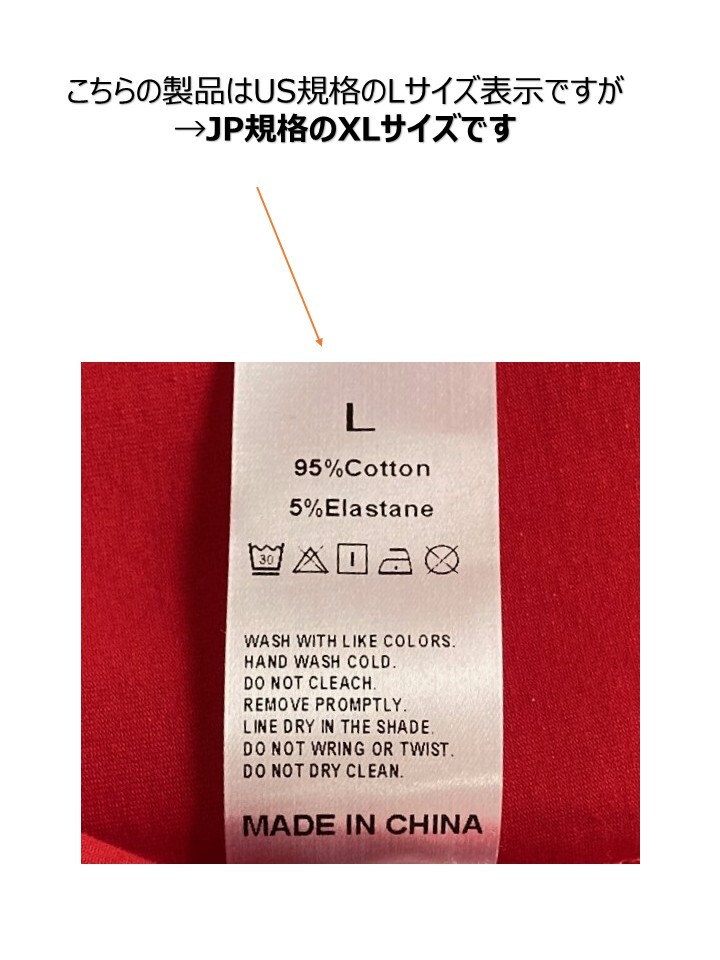 こちらの製品はUS規格のLサイズ表示ですが
→JP規格のXLサイズです
L
95%Cotton
5%Elastane
30
WASH WITH LIKE COLORS.
HAND WASH COLD.
DO NOT CLEACH.
REMOVE PROMPTLY.
LINE DRY IN THE SHADE.
DO NOT WRING OR TWIST.
DO NOT DRY CLEAN.
MADE IN CHINA